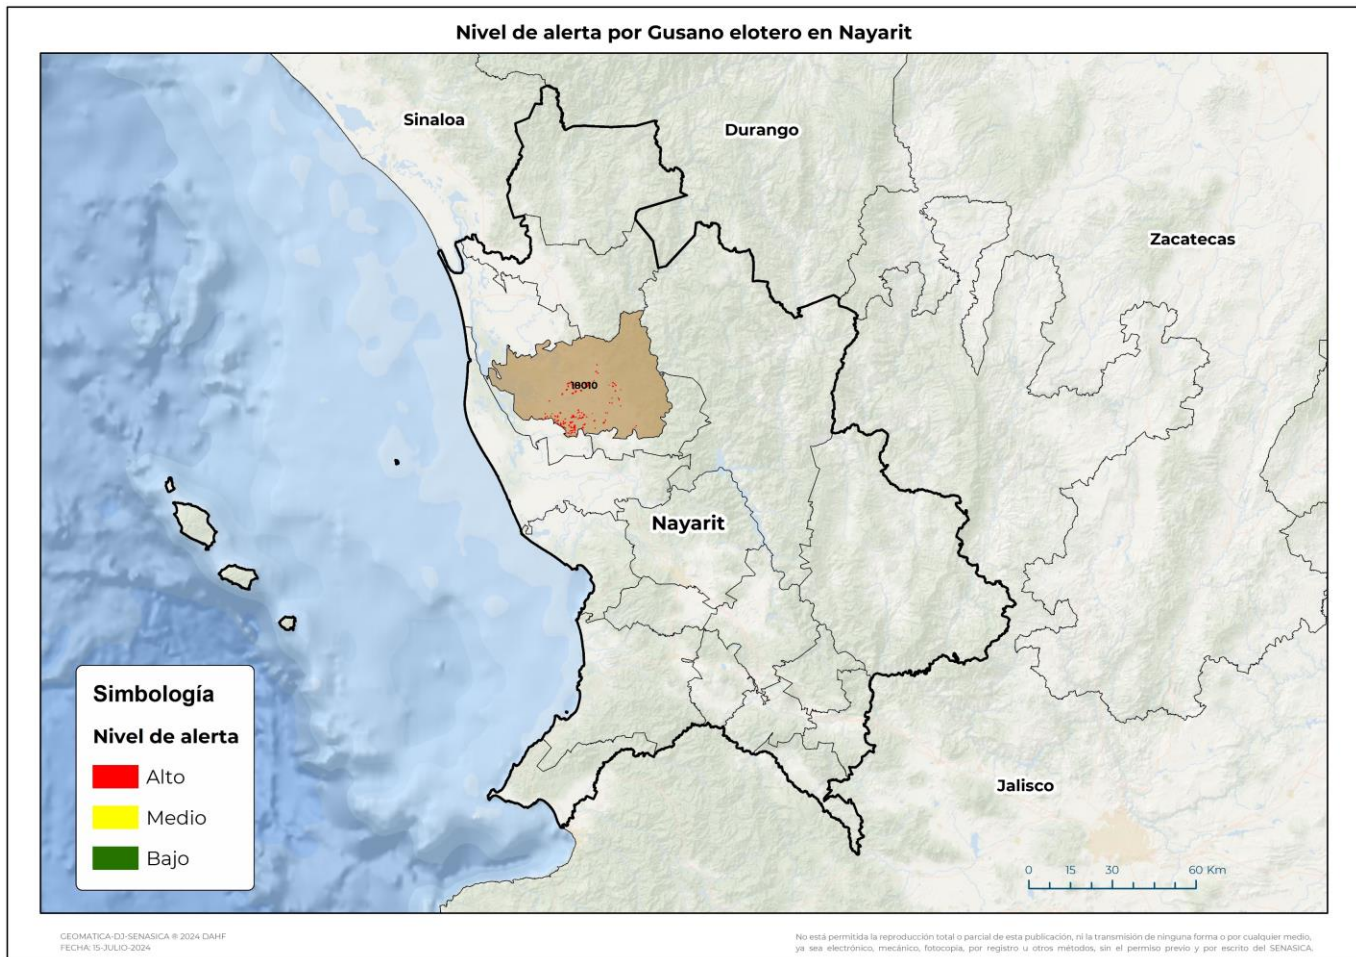 Nivel de alerta por Gusano elotero en Nayarit
Sinaloa
Durango
Zacatecas
18010
Nayarit
Jalisco
Simbología
Nivel de alerta
Alto
Medio
Bajo
0 15 30 60 Km
GEOMATICA-DJ-SENASICA ® 2024 DAHF
FECHA: 15-JULIO-2024
No está permitida la reproducción total o parcial de esta publicación, ni la transmisión de ninguna forma o por cualquier medio,
ya sea electrónico, mecánico, fotocopia, por registro u otros métodos, sin el permiso previo y por escrito del SENASICA.